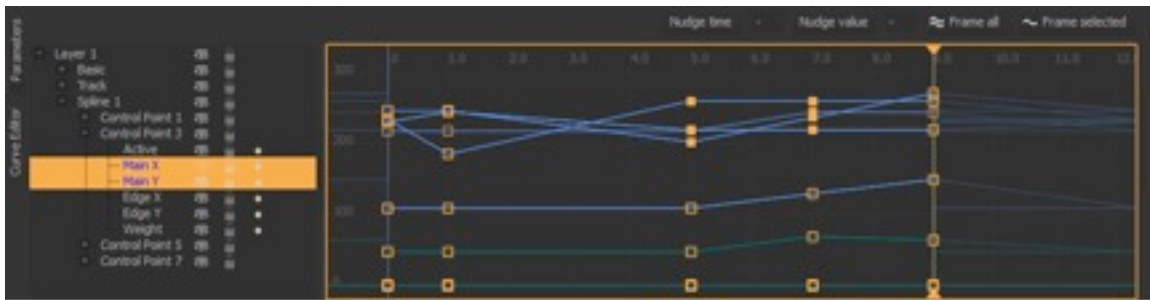 Nudge time
Nudge value
Frame all
Frame selected
Parameters
Curve Editor
Layer 1
Basic
Track
Spline 1
Control Point 1
Control Point 3
Active
Main X
Main Y
Edge X
Edge Y
Weight
Control Point 5
Control Point 7
.0 1.0 2.0 3.0 4.0 5.0 6.0 7.0 8.0 10.0 11.0 12.0
300
200
100
0